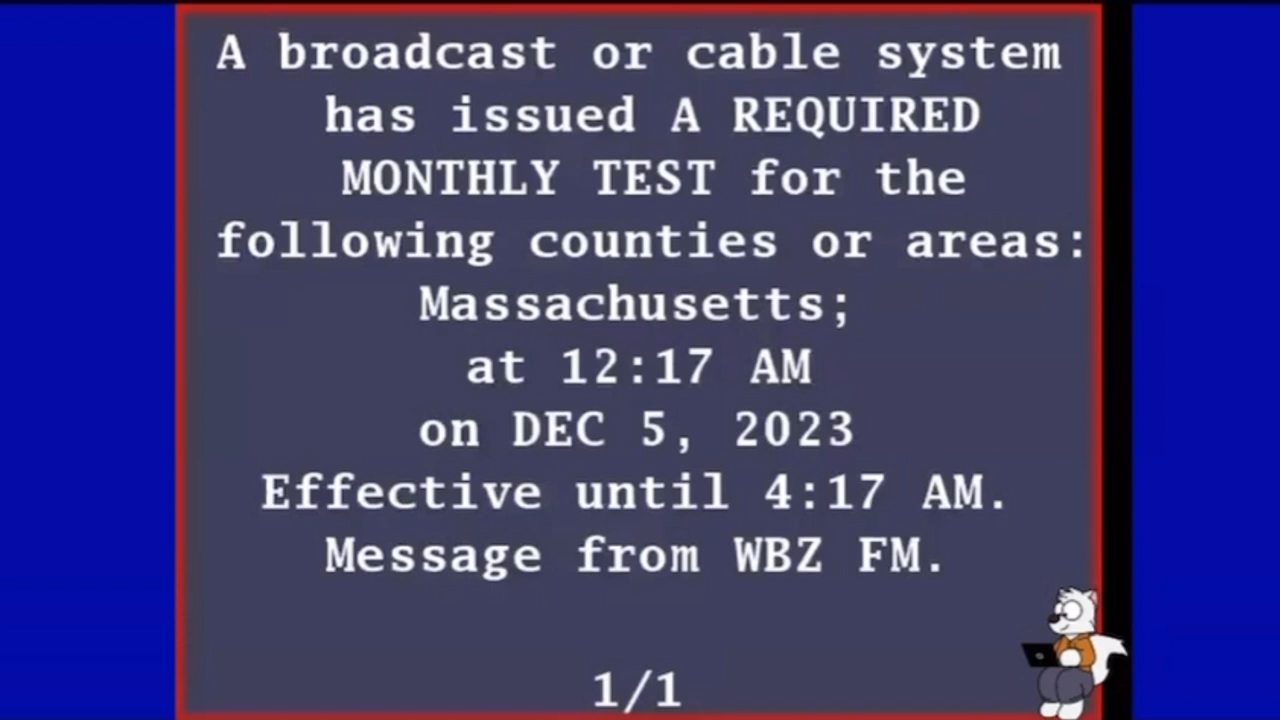 A broadcast or cable system
has issued A REQUIRED
MONTHLY TEST for the
following counties or areas:
Massachusetts;
at 12:17 AM
on DEC 5, 2023
Effective until 4:17 AM.
Message from WBZ FM.
1/1